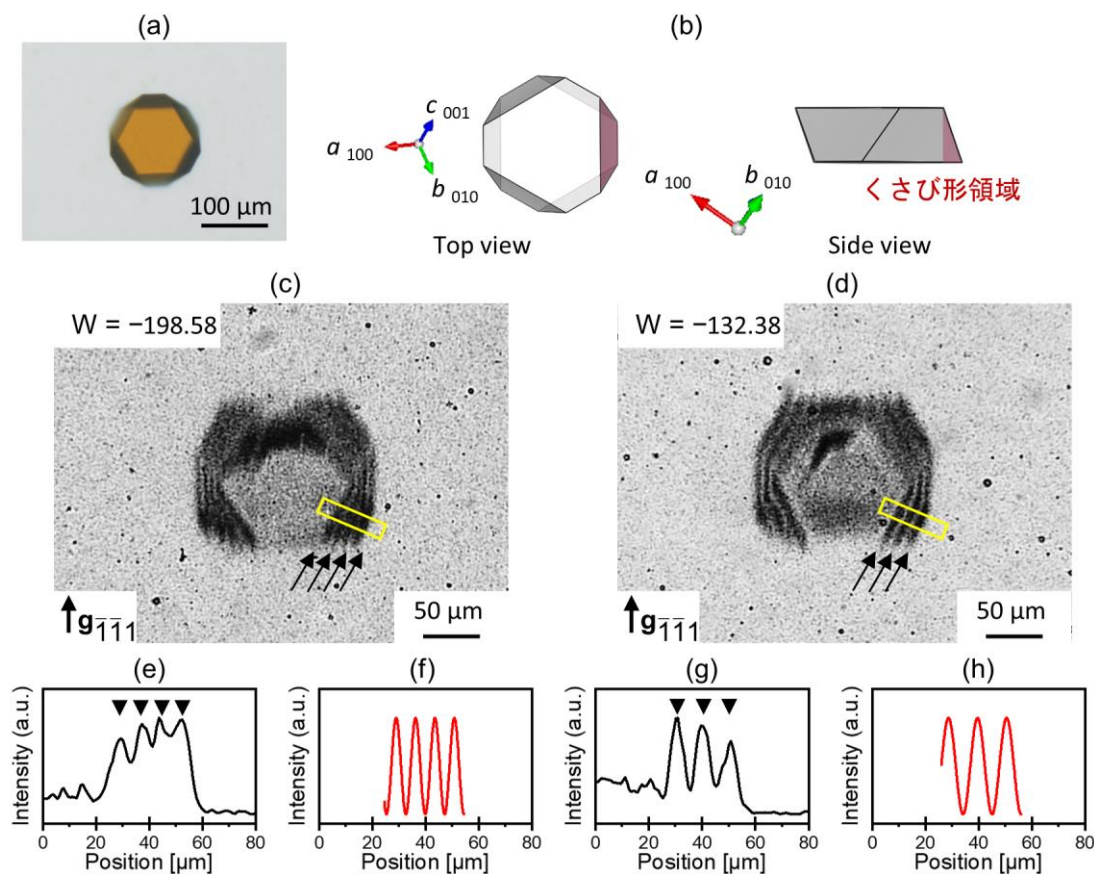 (a)
100 μm
(b)
c 001
a 100
b 010
Top view
a 100
b 010
くさび形領域
Side view
(c)
W = −198.58
g 1̅1̅1
50 μm
(d)
W = −132.38
g 1̅1̅1
50 μm
(e)
Intensity (a.u.)
0 20 40 60 80
Position [μm]
(f)
Intensity (a.u.)
0 20 40 60 80
Position [μm]
(g)
Intensity (a.u.)
0 20 40 60 80
Position [μm]
(h)
Intensity (a.u.)
0 20 40 60 80
Position [μm]